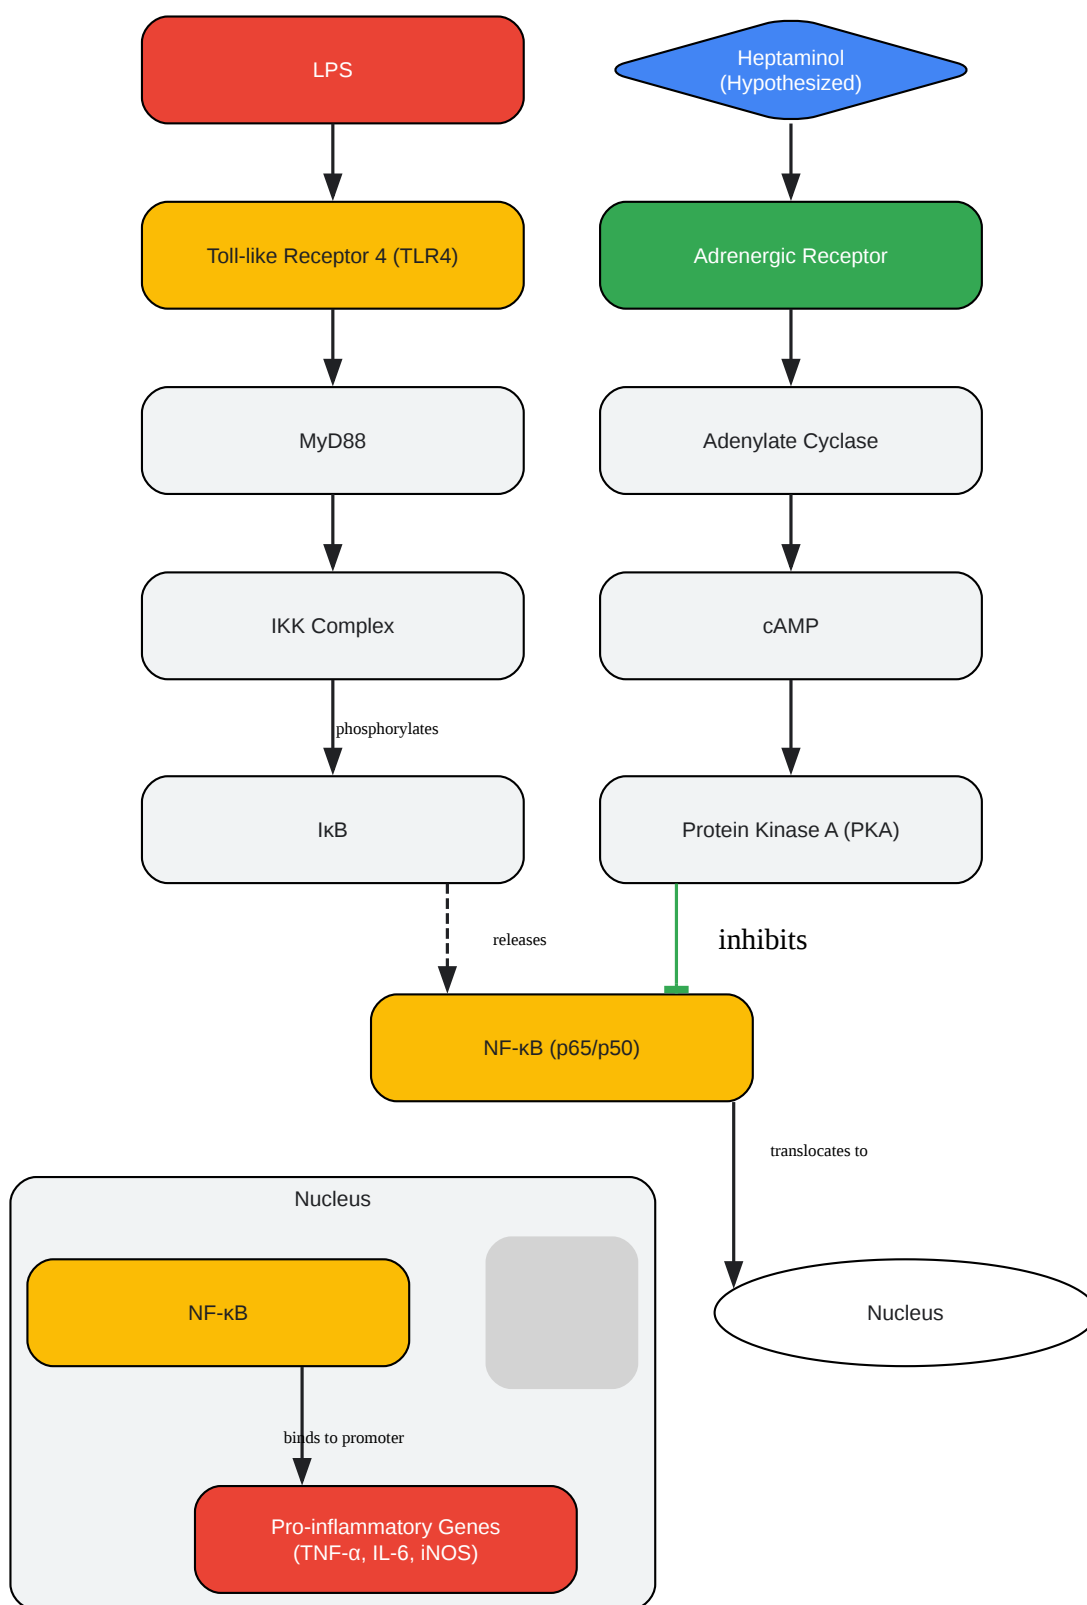 LPS
Heptaminol
(Hypothesized)
Toll-like Receptor 4 (TLR4)
Adrenergic Receptor
MyD88
Adenylate Cyclase
IKK Complex
cAMP
phosphorylates
IκB
Protein Kinase A (PKA)
releases
inhibits
NF-κB (p65/p50)
translocates to
Nucleus
NF-κB
Nucleus
binds to promoter
Pro-inflammatory Genes
(TNF-α, IL-6, iNOS)